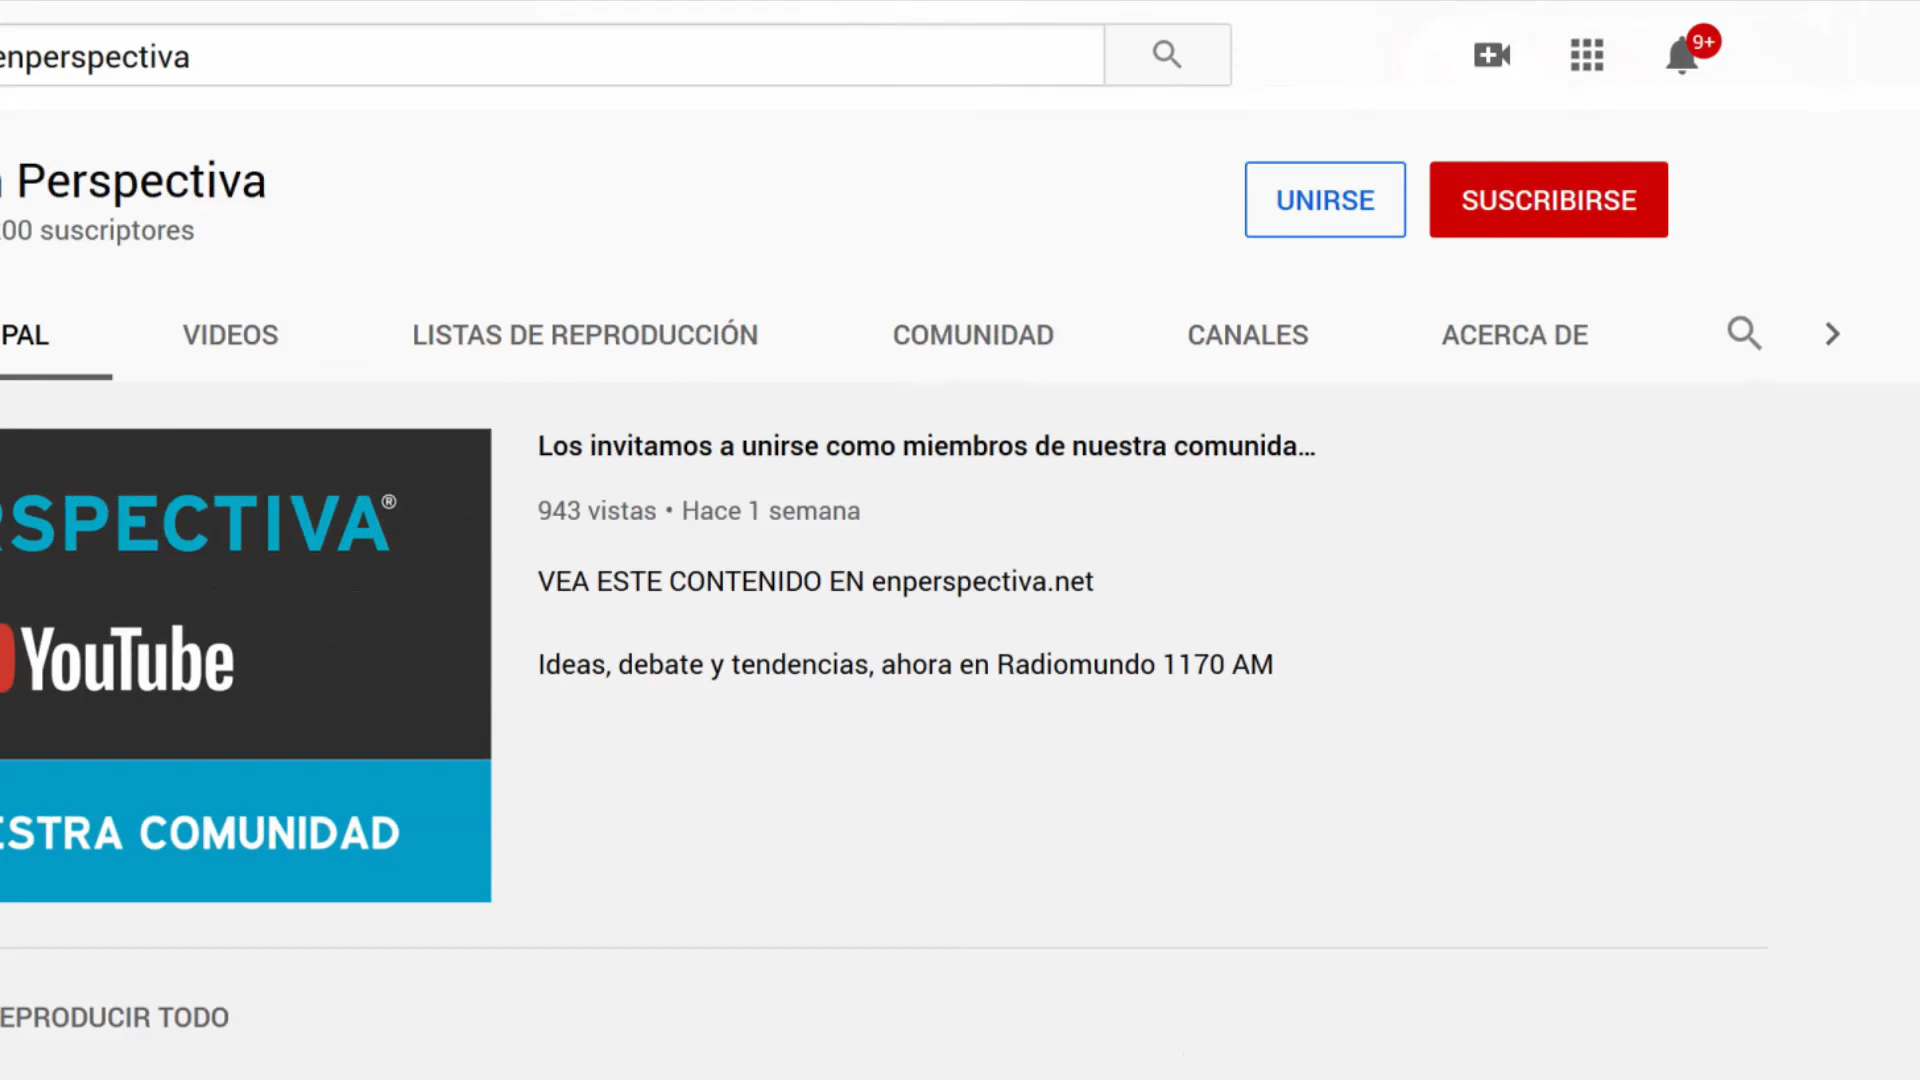 enperspectiva
9+
Perspectiva
UNIRSE
SUSCRIBIRSE
00 suscriptores
PAL
VIDEOS
LISTAS DE REPRODUCCIÓN
COMUNIDAD
CANALES
ACERCA DE
RSPECTIVA®
YouTube
ESTRA COMUNIDAD
Los invitamos a unirse como miembros de nuestra comunida...
943 vistas • Hace 1 semana
VEA ESTE CONTENIDO EN enperspectiva.net
Ideas, debate y tendencias, ahora en Radiomundo 1170 AM
EPRODUCIR TODO